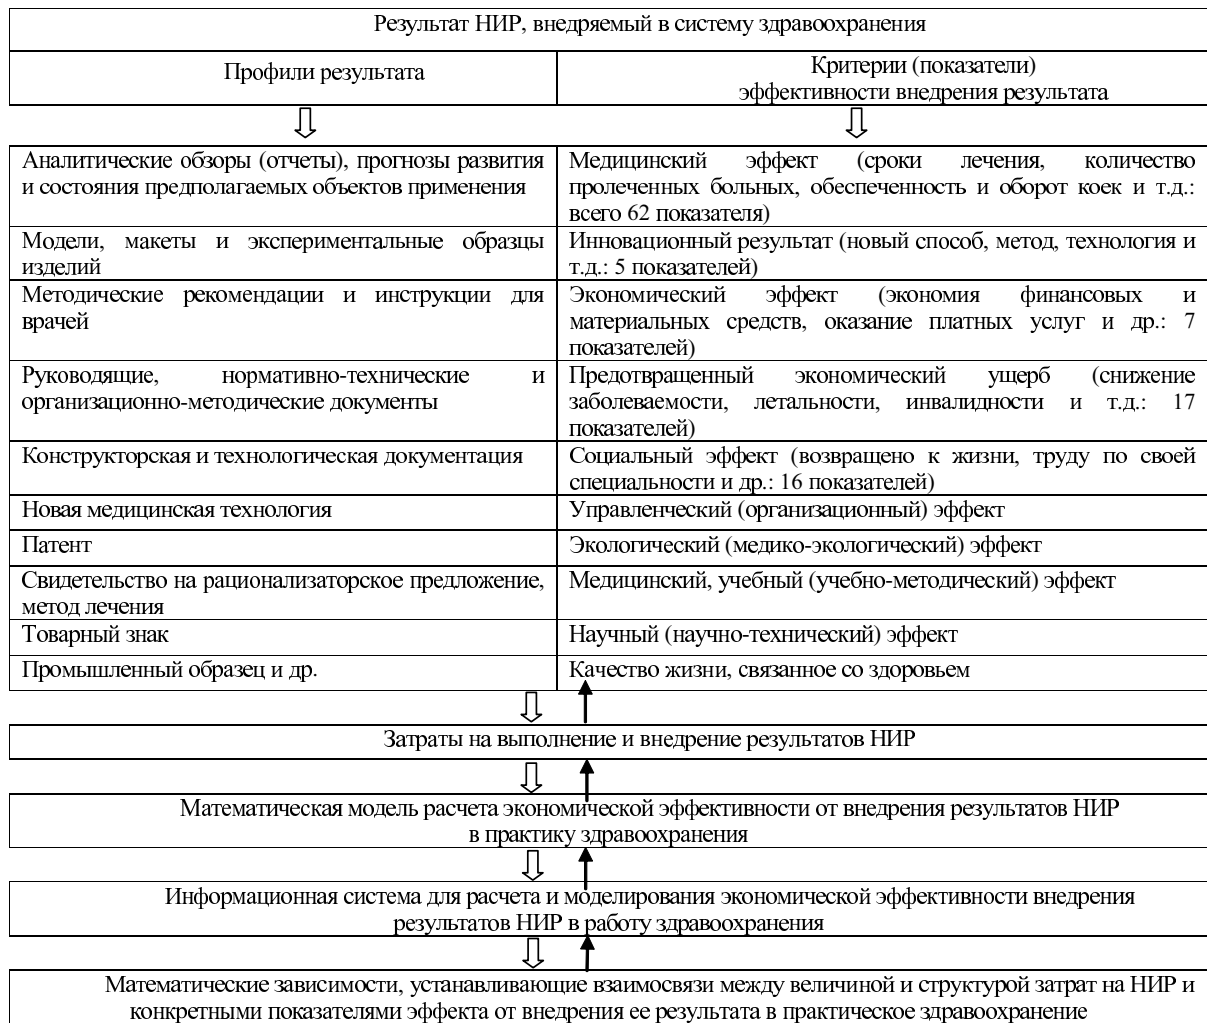 Результат НИР, внедряемый в систему здравоохранения
Профили результата
Критерии (показатели)
эффективности внедрения результата
Аналитические обзоры (отчеты), прогнозы развития
и состояния предполагаемых объектов применения
Медицинский эффект (сроки лечения, количество
пролеченных больных, обеспеченность и оборот коек и т.д.:
всего 62 показателя)
Модели, макеты и экспериментальные образцы
изделий
Инновационный результат (новый способ, метод, технология и
т.д.: 5 показателей)
Методические рекомендации и инструкции для
врачей
Экономический эффект (экономия финансовых и
материальных средств, оказание платных услуг и др.: 7
показателей)
Руководящие, нормативно-технические и
организационно-методические документы
Предотвращенный экономический ущерб (снижение
заболеваемости, летальности, инвалидности и т.д.: 17
показателей)
Конструкторская и технологическая документация
Социальный эффект (возвращено к жизни, труду по своей
специальности и др.: 16 показателей)
Новая медицинская технология
Управленческий (организационный) эффект
Патент
Экологический (медико-экологический) эффект
Свидетельство на рационализаторское предложение,
метод лечения
Медицинский, учебный (учебно-методический) эффект
Товарный знак
Научный (научно-технический) эффект
Промышленный образец и др.
Качество жизни, связанное со здоровьем
Затраты на выполнение и внедрение результатов НИР
Математическая модель расчета экономической эффективности от внедрения результатов НИР
в практику здравоохранения
Информационная система для расчета и моделирования экономической эффективности внедрения
результатов НИР в работу здравоохранения
Математические зависимости, устанавливающие взаимосвязи между величиной и структурой затрат на НИР и
конкретными показателями эффекта от внедрения ее результата в практическое здравоохранение